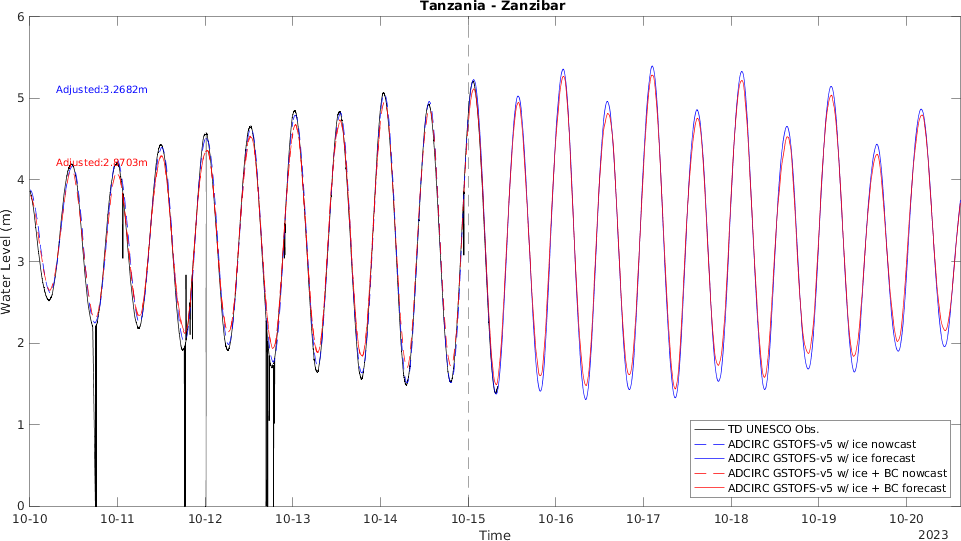 Tanzania - Zanzibar
6
5
4
3
2
1
0
Water Level (m)
Adjusted:3.2682m
Adjusted:2.8703m
TD UNESCO Obs.
ADCIRC GSTOFS-v5 w/ ice nowcast
ADCIRC GSTOFS-v5 w/ ice forecast
ADCIRC GSTOFS-v5 w/ ice + BC nowcast
ADCIRC GSTOFS-v5 w/ ice + BC forecast
10-10 10-11 10-12 10-13 10-14 10-15 10-16 10-17 10-18 10-19 10-20
Time
2023